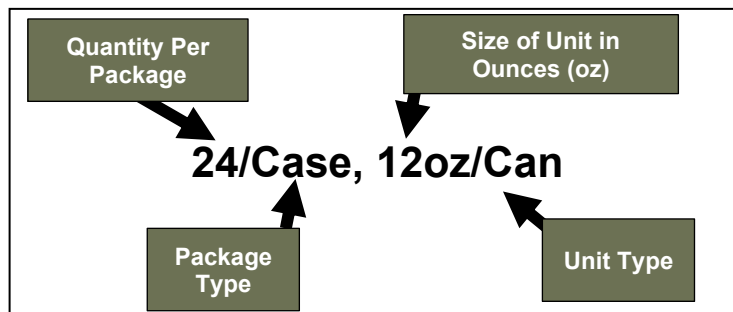 Quantity Per
Package
Size of Unit in
Ounces (oz)
24/Case, 12oz/Can
Package
Type
Unit Type